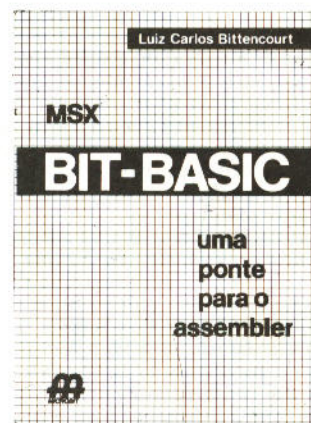 Luiz Carlos Bittencourt
MSX
BIT-BASIC
uma
ponte
para o
assembler